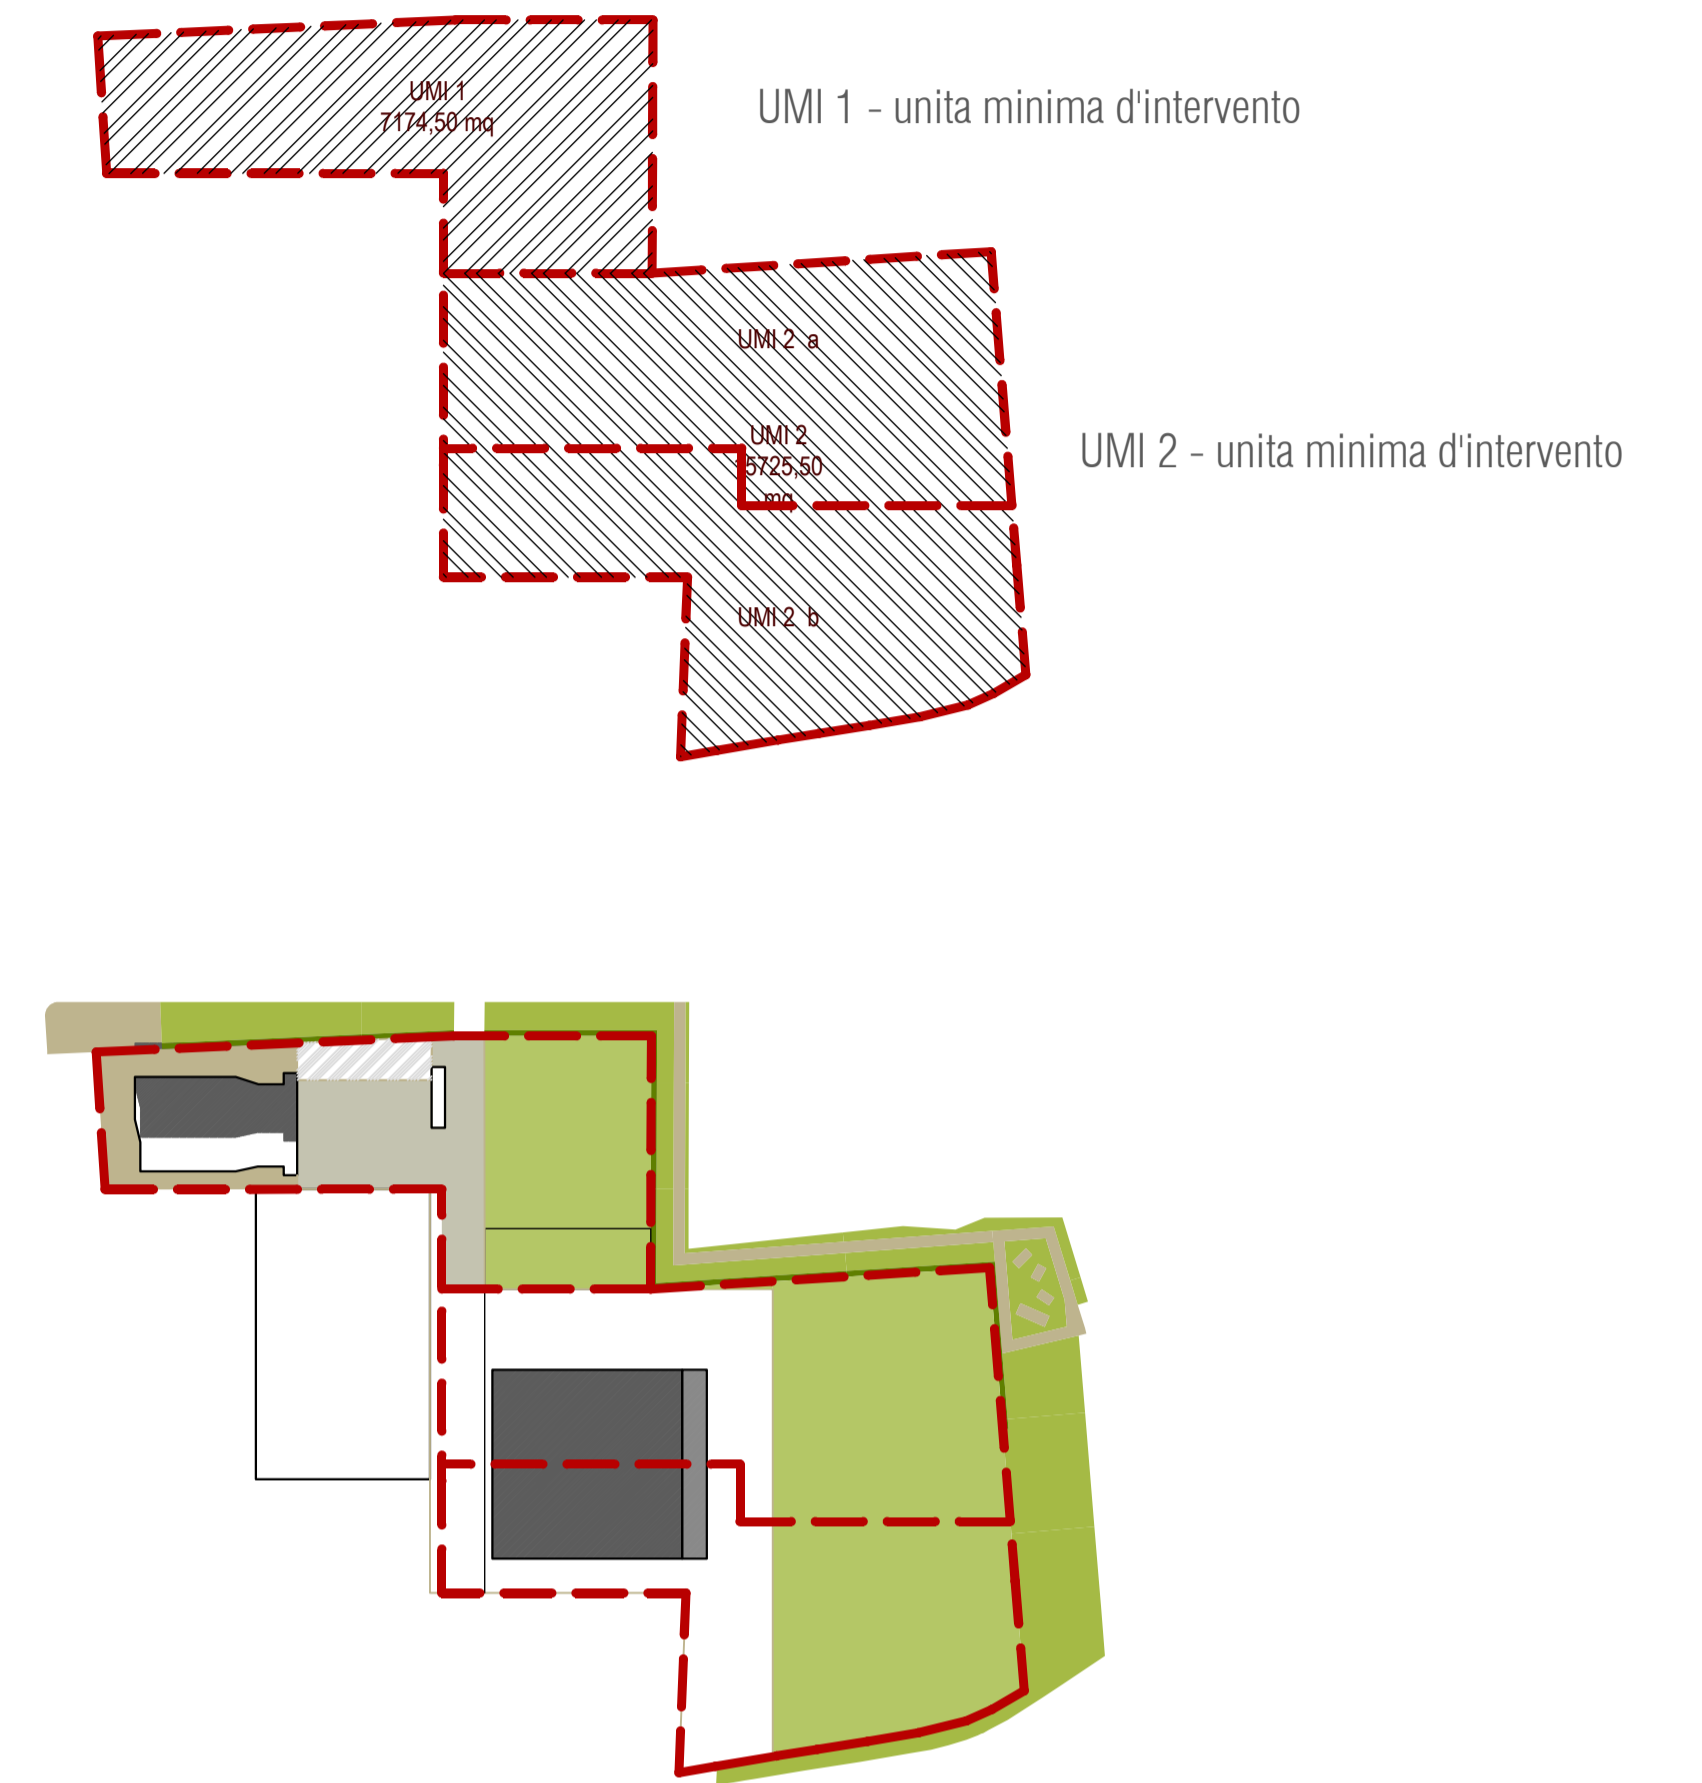 UMI 1
7174,50 mq
UMI 1 - unita minima d'intervento
UMI 2 a
UMI 2
5725,50
mq
UMI 2 - unita minima d'intervento
UMI 2 b